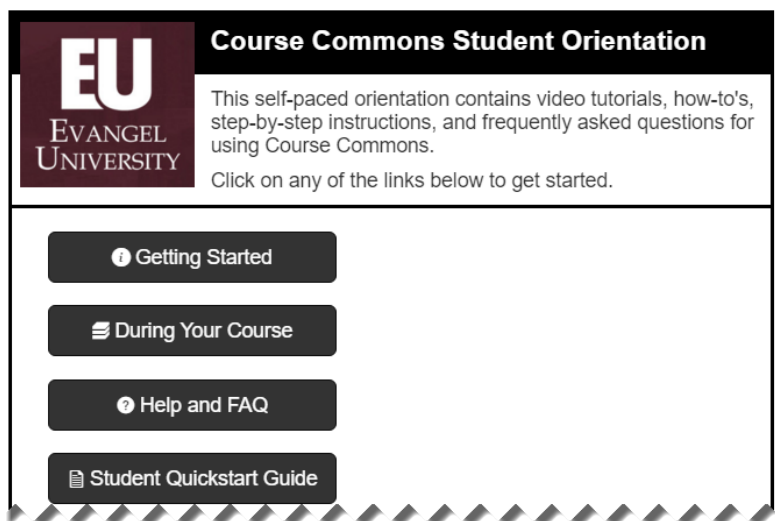 EU
EVANGEL
UNIVERSITY
Course Commons Student Orientation
This self-paced orientation contains video tutorials, how-to's,
step-by-step instructions, and frequently asked questions for
using Course Commons.
Click on any of the links below to get started.
Getting Started
During Your Course
Help and FAQ
Student Quickstart Guide